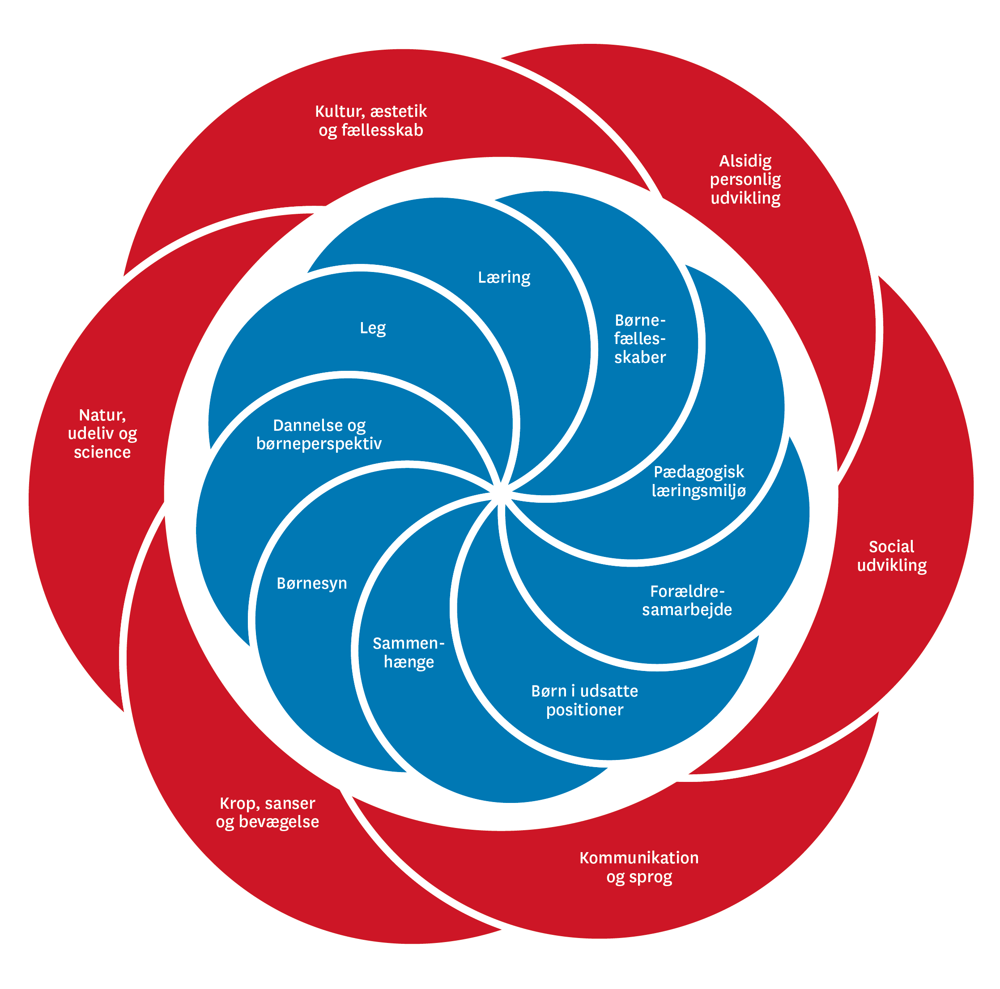 Kultur, æstetik
og fællesskab
Alsidig
personlig
udvikling
Læring
Børne-
fælles-
skaber
Leg
Natur,
udeliv og
science
Dannelse og
børneperspektiv
Pædagogisk
læringsmiljø
Social
udvikling
Børnesyn
Forældre-
samarbejde
Sammen-
hænge
Børn i udsatte
positioner
Krop, sanser
og bevægelse
Kommunikation
og sprog